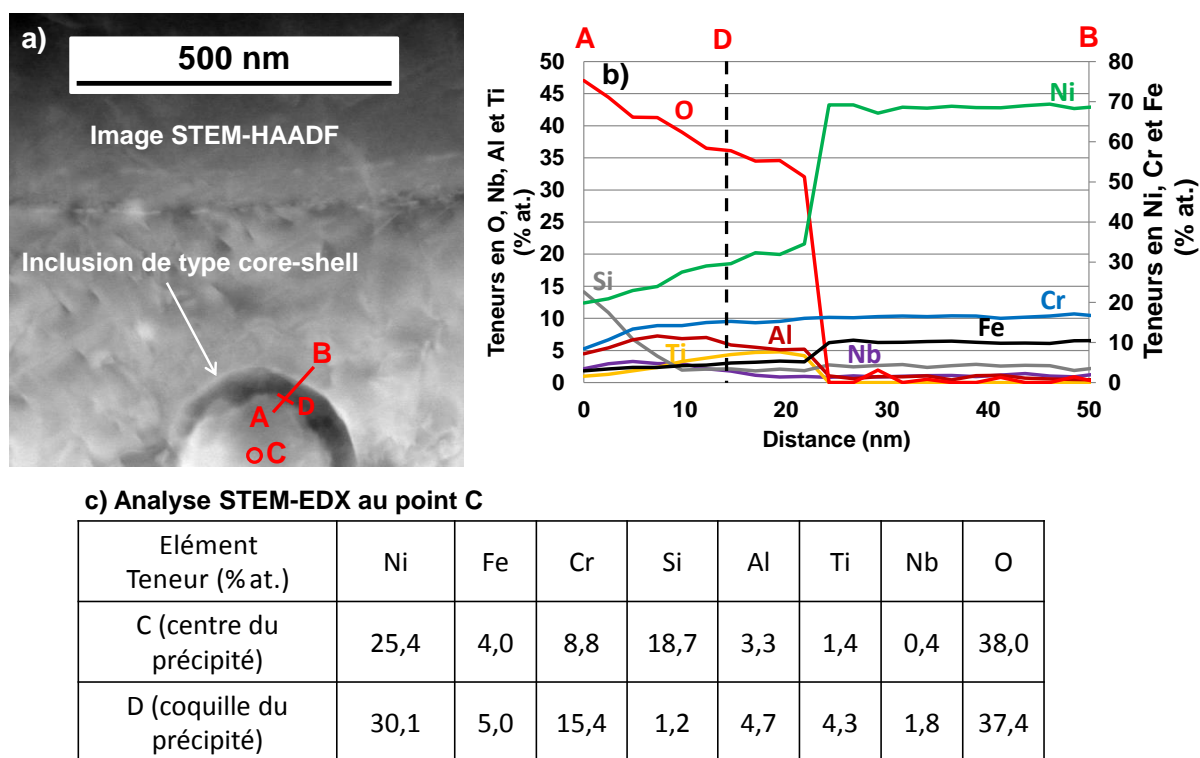 a)
500 nm
Image STEM-HAADF
Inclusion de type core-shell
B
D
A
C
A D B
b)
Teneurs en O, Nb, Al et Ti
(% at.)
50
45
40
35
30
25
20
15
10
5
0
O
Ni
Si
Cr
Fe
Al
Ti
Nb
80
70
60
50
40
30
20
10
0
Teneurs en Ni, Cr et Fe
(% at.)
0 10 20 30 40 50
Distance (nm)
c) Analyse STEM-EDX au point C
Elément
Teneur (% at.)
Ni Fe Cr Si Al Ti Nb O
C (centre du
précipité)
25,4 4,0 8,8 18,7 3,3 1,4 0,4 38,0
D (coquille du
précipité)
30,1 5,0 15,4 1,2 4,7 4,3 1,8 37,4